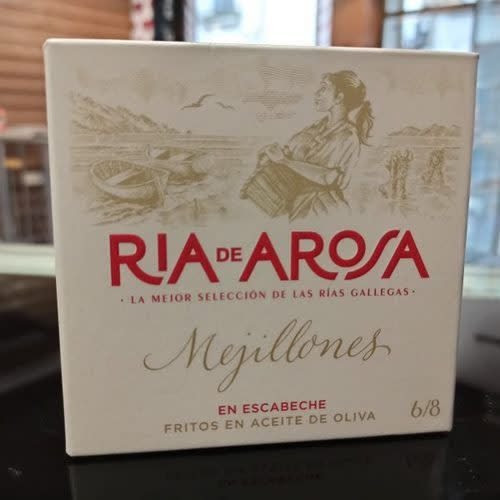 RIA DE AROSA
· LA MEJOR SELECCIÓN DE LAS RÍAS GALLEGAS ·
Mejillones
EN ESCABECHE
FRITOS EN ACEITE DE OLIVA
6/8